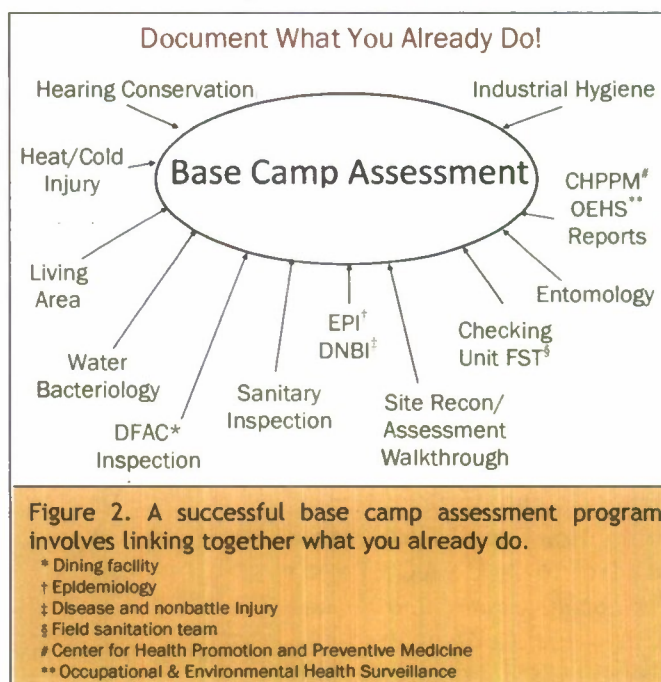 Document What You Already Do!
Hearing Conservation
Industrial Hygiene
Heat/Cold
Injury
Base Camp Assessment
CHPPM#
OEHS**
Reports
Living
Area
Entomology
Water
Bacteriology
EPI†
DNBI‡
Checking
Unit FST§
DFAC*
Inspection
Sanitary
Inspection
Site Recon/
Assessment
Walkthrough
Figure 2. A successful base camp assessment program
involves linking together what you already do.
* Dining facility
† Epidemiology
‡ Disease and nonbattle Injury
§ Field sanitation team
# Center for Health Promotion and Preventive Medicine
** Occupational & Environmental Health Surveillance